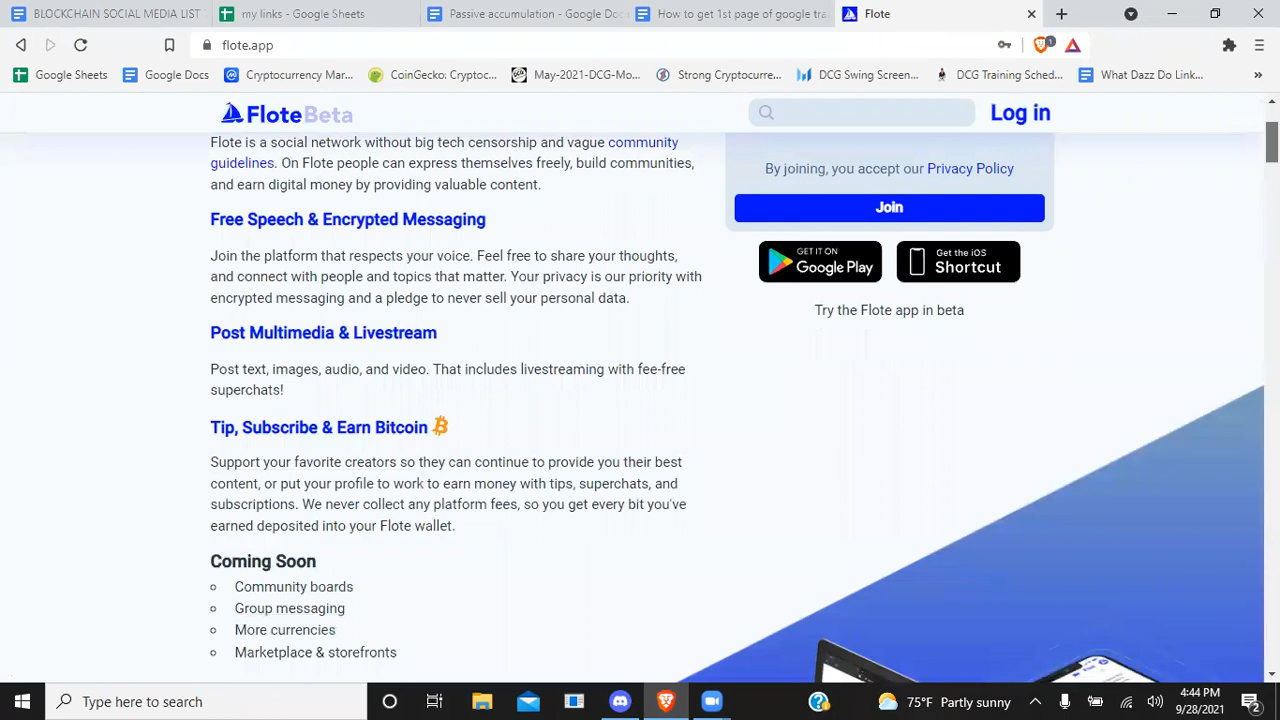 BLOCKCHAIN SOCIAL MEDIA LIST
my links - Google Sheets
Passive accumulation - Google Doc
How to get 1st page of google tra
Flote
flote.app
1
Google Sheets
Google Docs
Cryptocurrency Mar...
CoinGecko: Cryptoc...
May-2021-DCG-Mo...
Strong Cryptocurre...
DCG Swing Screen...
DCG Training Sched...
What Dazz Do Link...
»
FloteBeta
Log in
Flote is a social network without big tech censorship and vague community
guidelines. On Flote people can express themselves freely, build communities,
and earn digital money by providing valuable content.
By joining, you accept our Privacy Policy
Join
Free Speech & Encrypted Messaging
GET IT ON
Google Play
Get the iOS
Shortcut
Join the platform that respects your voice. Feel free to share your thoughts,
and connect with people and topics that matter. Your privacy is our priority with
encrypted messaging and a pledge to never sell your personal data.
Try the Flote app in beta
Post Multimedia & Livestream
Post text, images, audio, and video. That includes livestreaming with fee-free
superchats!
Tip, Subscribe & Earn Bitcoin
Support your favorite creators so they can continue to provide you their best
content, or put your profile to work to earn money with tips, superchats, and
subscriptions. We never collect any platform fees, so you get every bit you've
earned deposited into your Flote wallet.
Coming Soon
Community boards
Group messaging
More currencies
Marketplace & storefronts
Type here to search
75°F Partly sunny
4:44 PM
9/28/2021
2